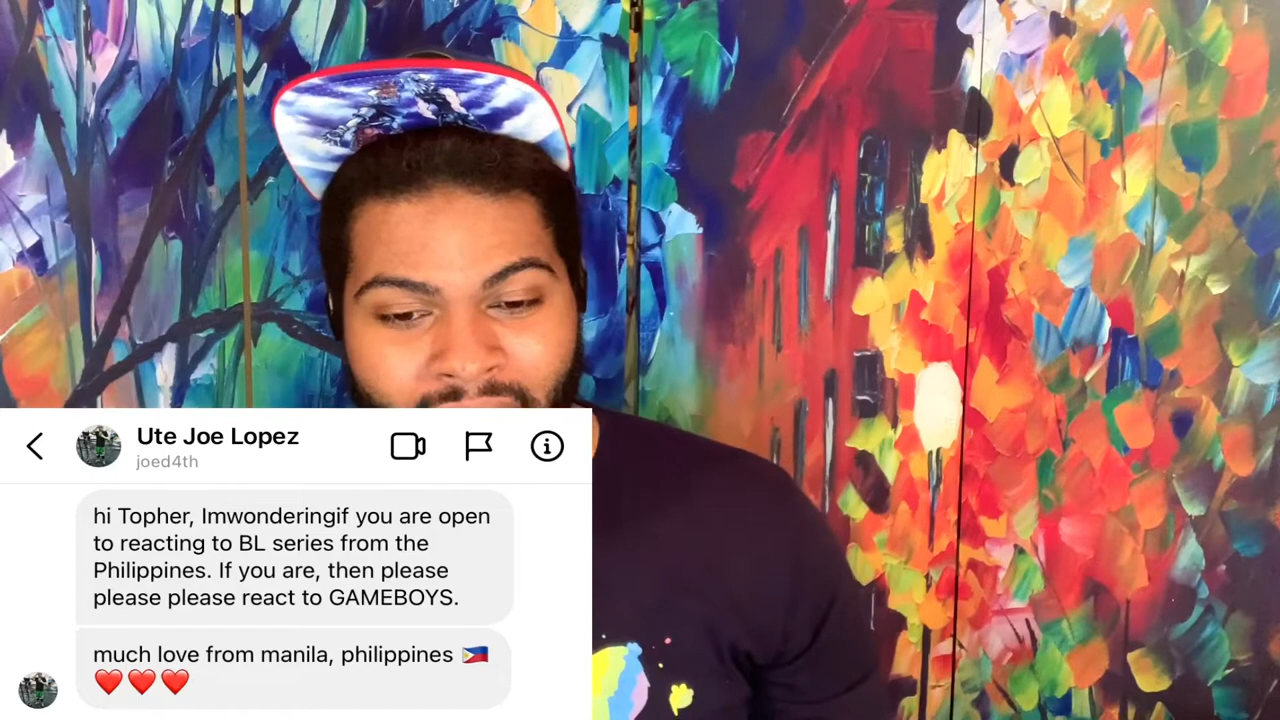 Ute Joe Lopez
joed4th
hi Topher, Imwonderingif you are open
to reacting to BL series from the
Philippines. If you are, then please
please please react to GAMEBOYS.
much love from manila, philippines 🇵🇭
❤️❤️❤️